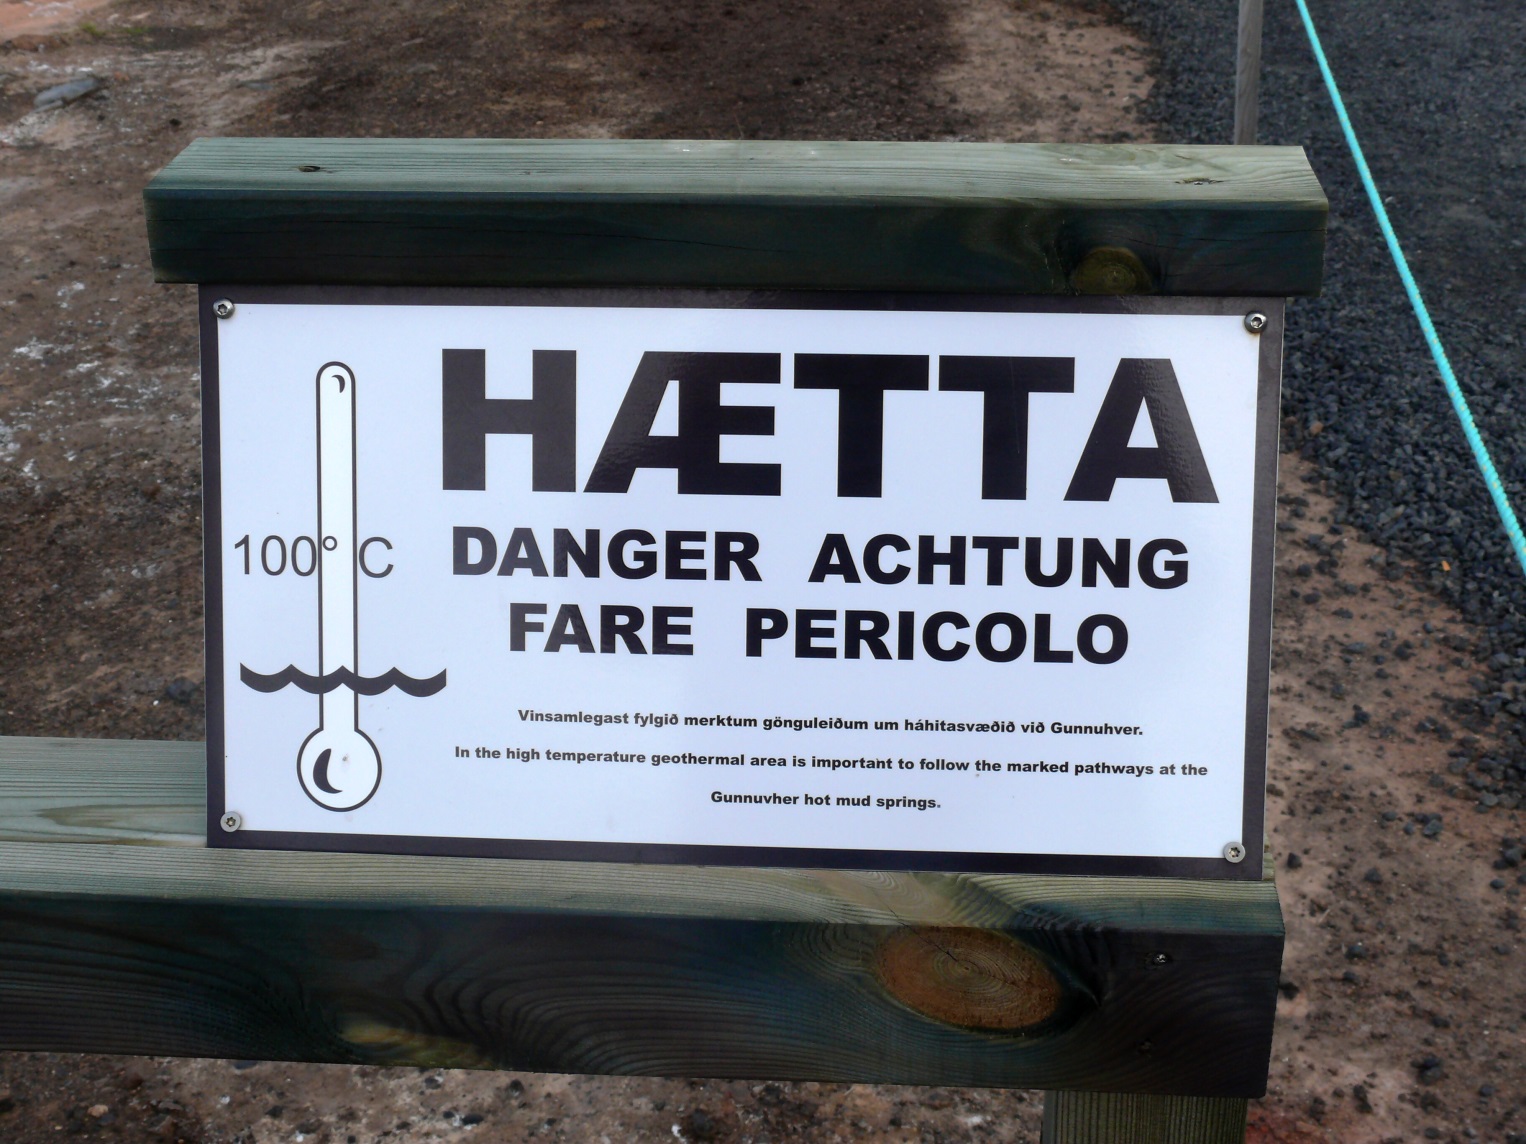 HÆTTA
100° C
DANGER ACHTUNG
FARE PERICOLO
Vinsamlegast fylgið merktum gönguleiðum um háhitasvæðið við Gunnuhver.
In the high temperature geothermal area is important to follow the marked pathways at the
Gunnuvher hot mud springs.